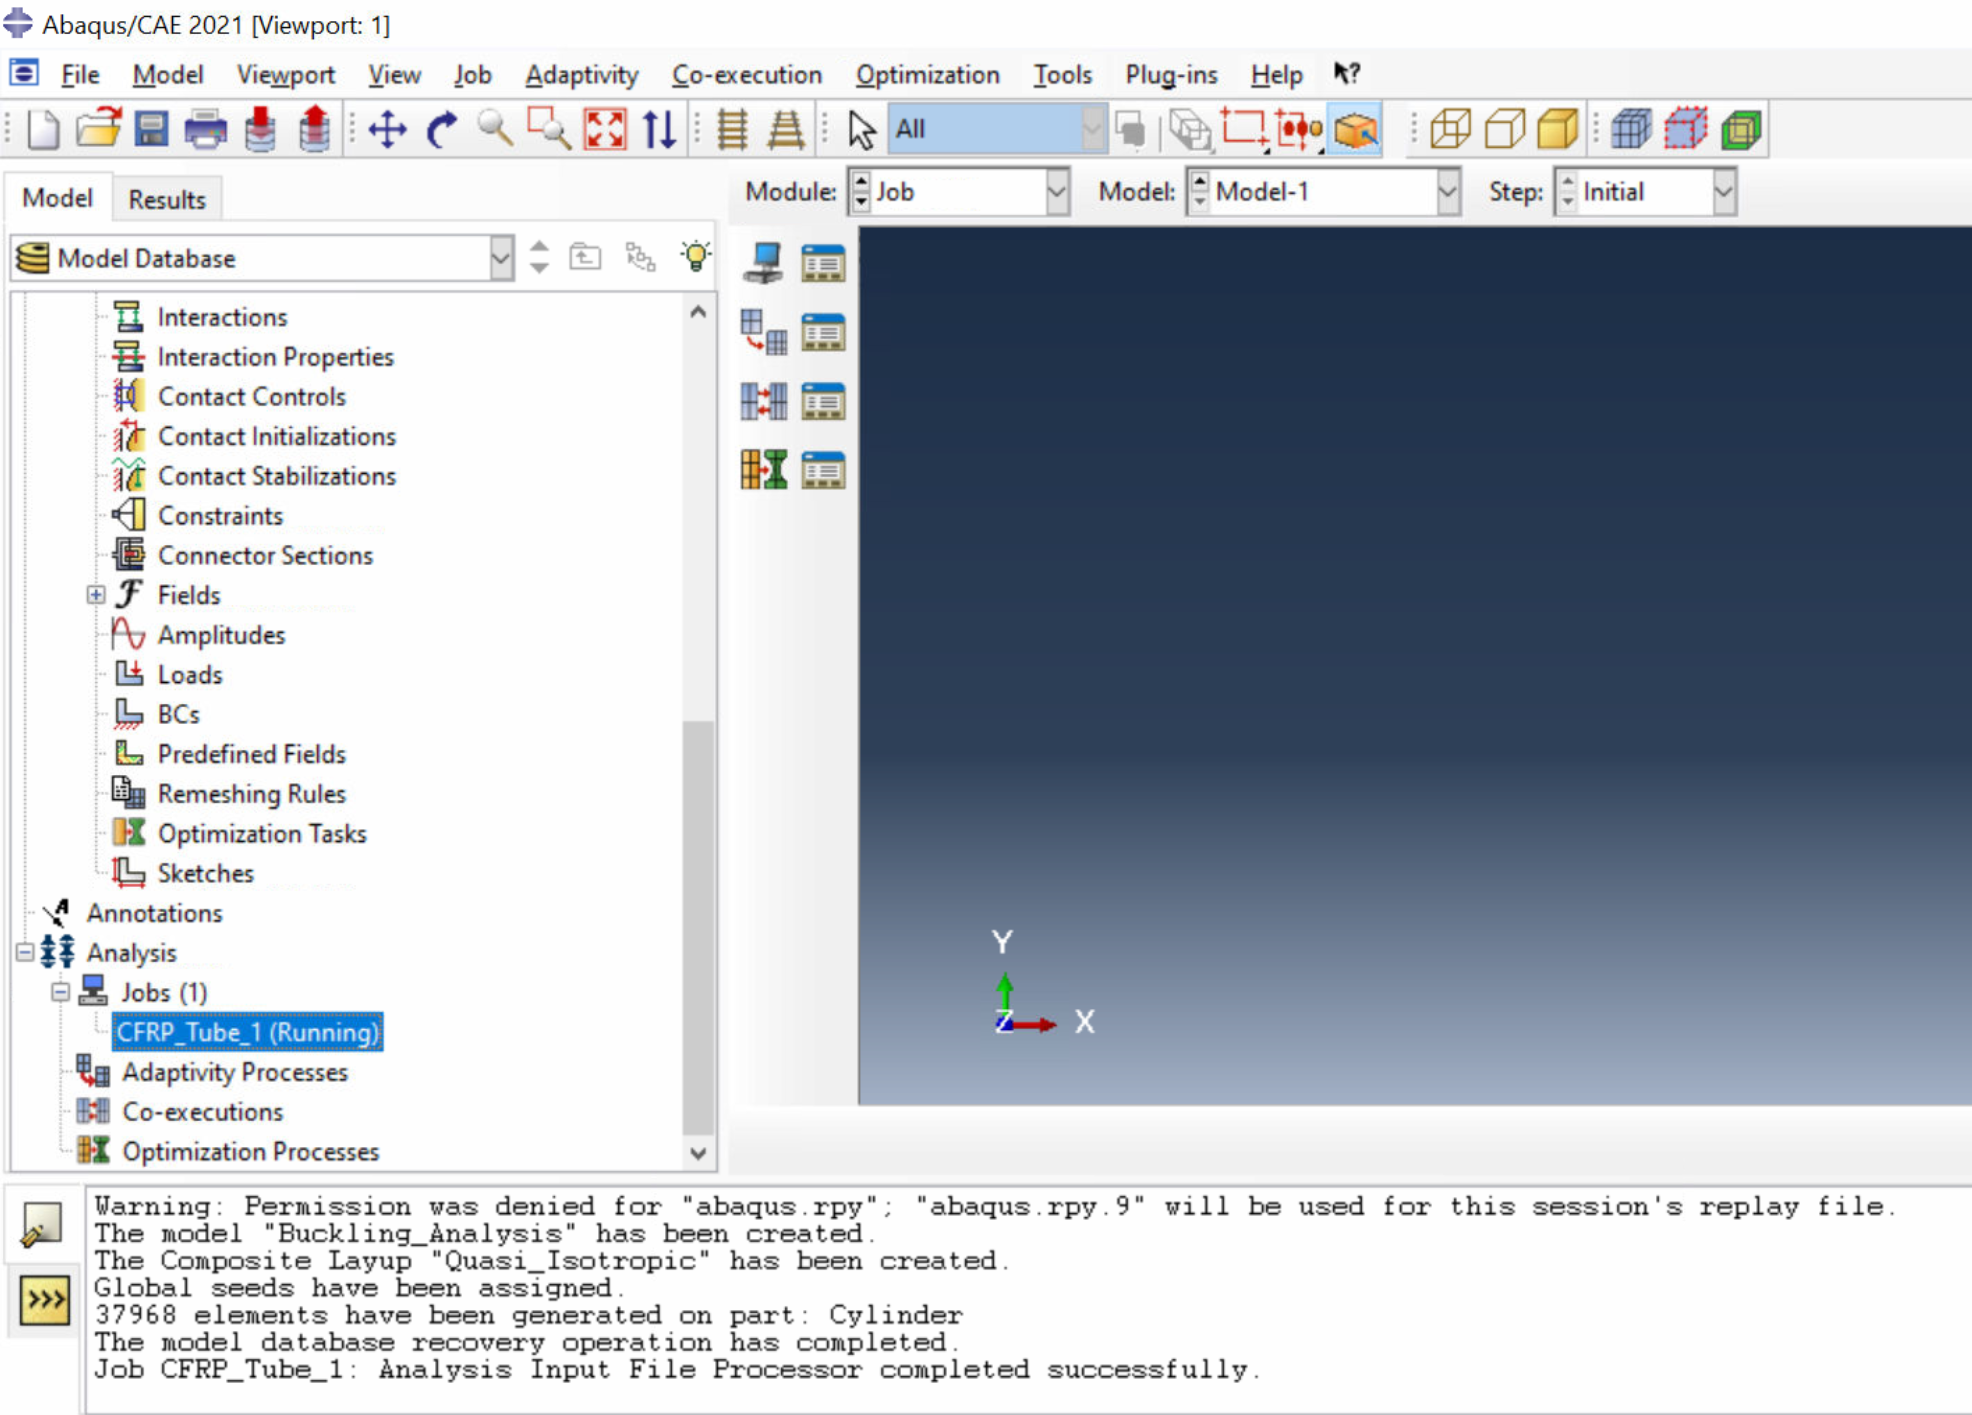 Abaqus/CAE 2021 [Viewport: 1]
File Model Viewport View Job Adaptivity Co-execution Optimization Tools Plug-ins Help ?
All
Model Results
Module: Job Model: Model-1 Step: Initial
Model Database
Interactions
Interaction Properties
Contact Controls
Contact Initializations
Contact Stabilizations
Constraints
Connector Sections
Fields
Amplitudes
Loads
BCs
Predefined Fields
Remeshing Rules
Optimization Tasks
Sketches
Annotations
Analysis
Jobs (1)
CFRP_Tube_1 (Running)
Adaptivity Processes
Co-executions
Optimization Processes
Y
Z X
Warning: Permission was denied for "abaqus.rpy"; "abaqus.rpy.9" will be used for this session's replay file.
The model "Buckling_Analysis" has been created.
The Composite Layup "Quasi_Isotropic" has been created.
Global seeds have been assigned.
37968 elements have been generated on part: Cylinder
The model database recovery operation has completed.
Job CFRP_Tube_1: Analysis Input File Processor completed successfully.
>>>